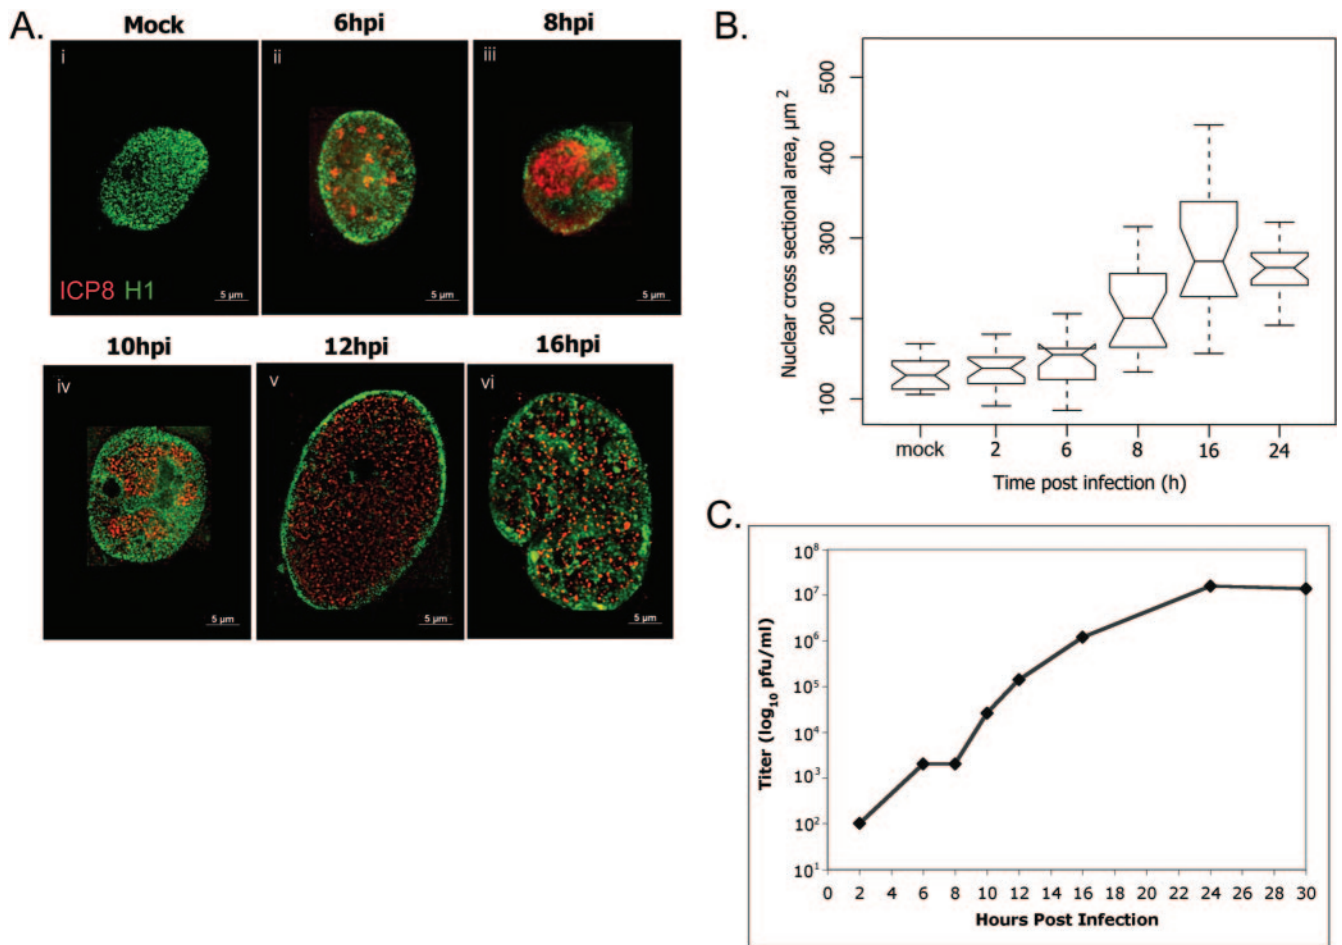 A.
Mock 6hpi 8hpi
i ii iii
ICP8 H1
5 µm 5 µm 5 µm
10hpi 12hpi 16hpi
iv v vi
5 µm 5 µm 5 µm
B.
Nuclear cross sectional area, µm²
500
400
300
200
100
mock 2 6 8 16 24
Time post infection (h)
C.
Titer (log₁₀ pfu/ml)
10⁸
10⁷
10⁶
10⁵
10⁴
10³
10²
10¹
0 2 4 6 8 10 12 14 16 18 20 22 24 26 28 30
Hours Post Infection